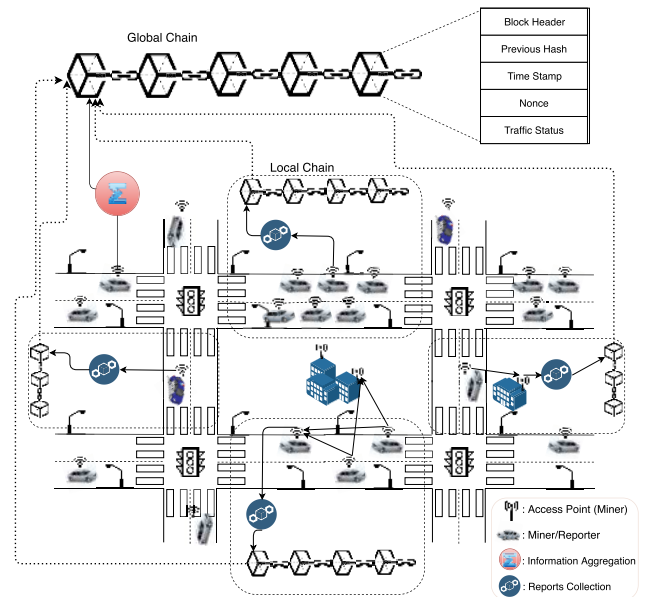 Global Chain
Block Header
Previous Hash
Time Stamp
Nonce
Traffic Status
Local Chain
: Access Point (Miner)
: Miner/Reporter
: Information Aggregation
: Reports Collection